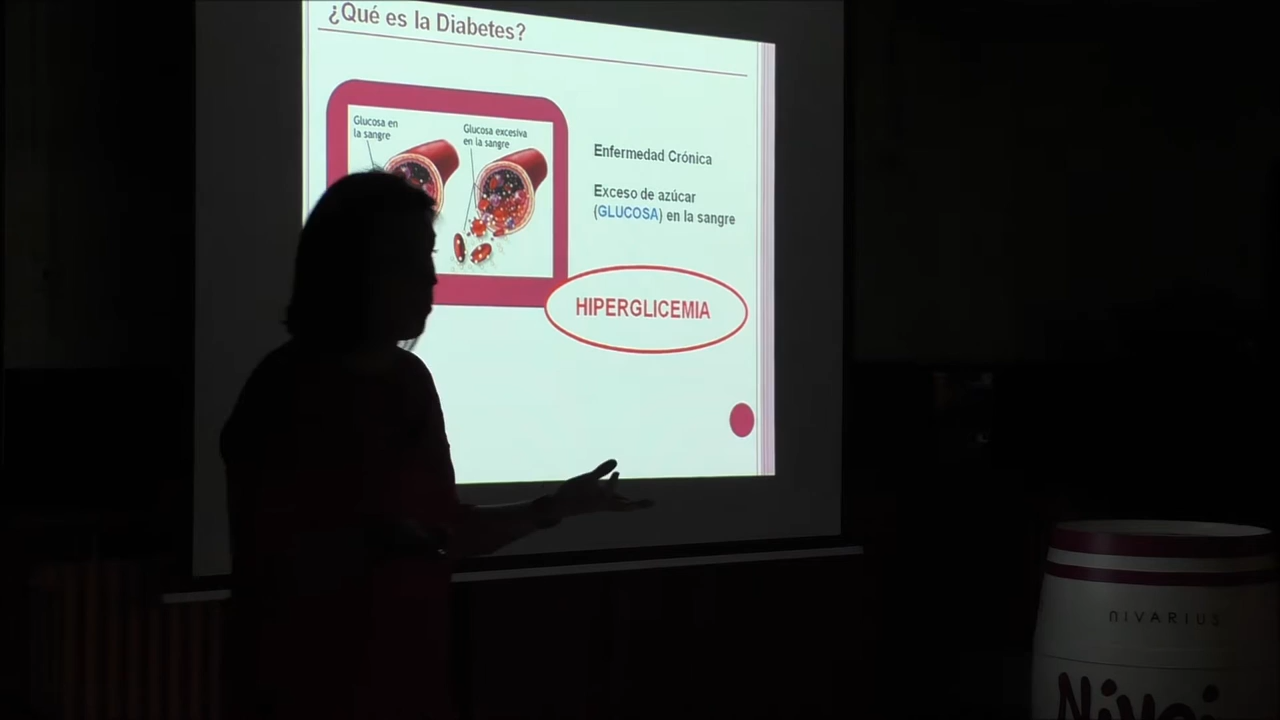 ¿Qué es la Diabetes?
Glucosa en
la sangre
Glucosa excesiva
en la sangre
Enfermedad Crónica
Exceso de azúcar
(GLUCOSA) en la sangre
HIPERGLICEMIA
NIVARIUS